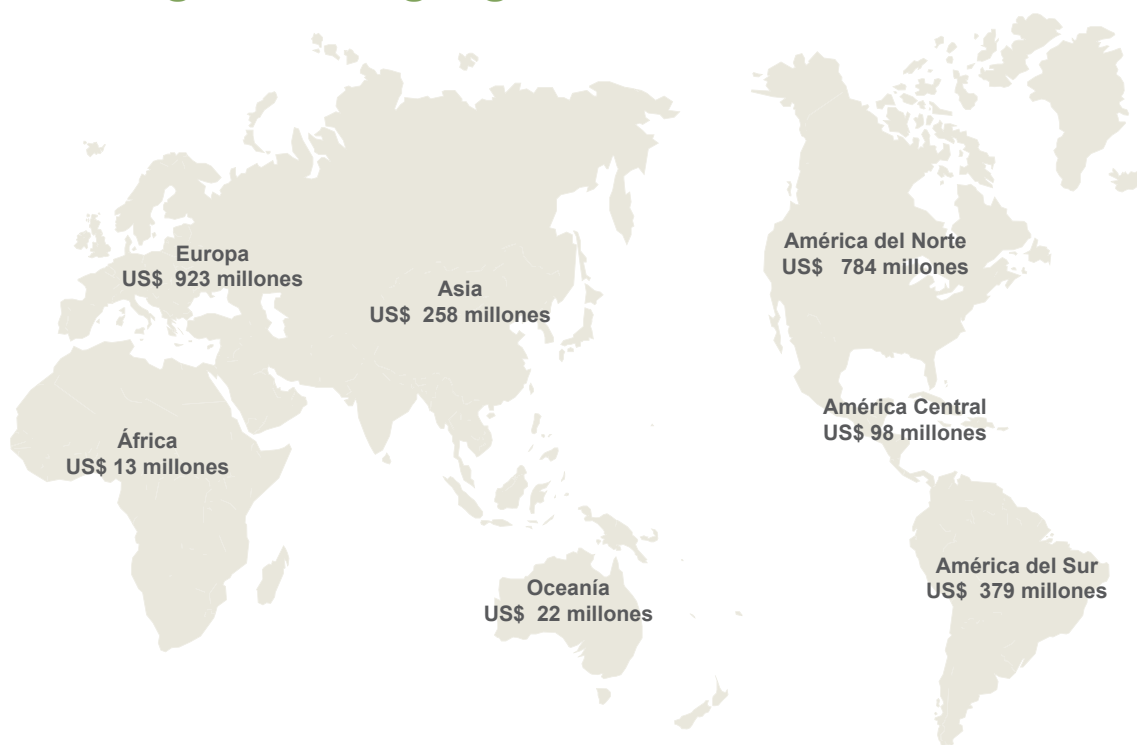 Europa
US$ 923 millones
Asia
US$ 258 millones
América del Norte
US$ 784 millones
América Central
US$ 98 millones
África
US$ 13 millones
Oceanía
US$ 22 millones
América del Sur
US$ 379 millones